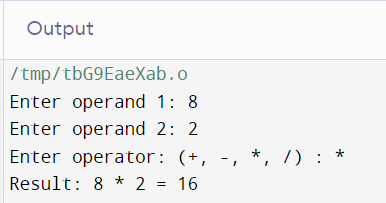 Output
/tmp/tbG9EaeXab.o
Enter operand 1: 8
Enter operand 2: 2
Enter operator: (+, -, *, /) : *
Result: 8 * 2 = 16